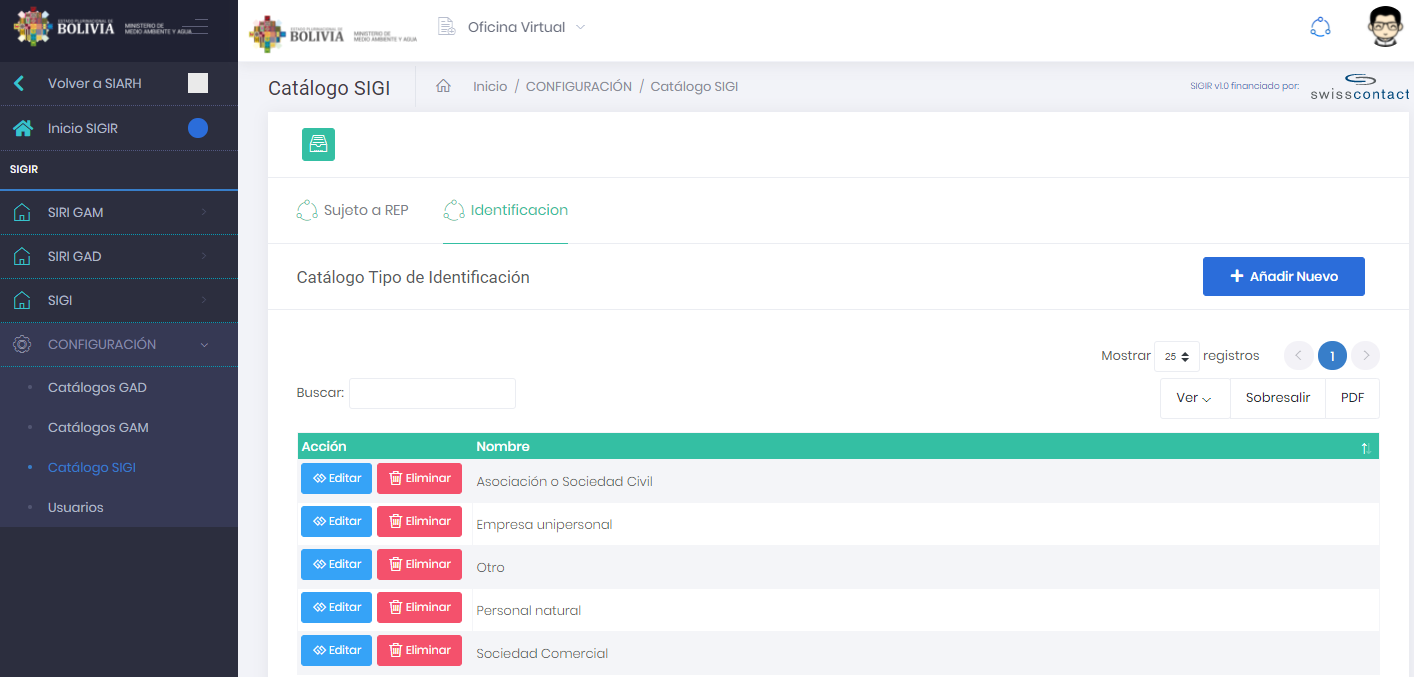 ESTADO PLURINACIONAL DE
BOLIVIA
MINISTERIO DE
MEDIO AMBIENTE Y AGUA
Volver a SIARH
Inicio SIGIR
SIGIR
SIRI GAM
SIRI GAD
SIGI
CONFIGURACIÓN
Catálogos GAD
Catálogos GAM
Catálogo SIGI
Usuarios
ESTADO PLURINACIONAL DE
BOLIVIA
MINISTERIO DE
MEDIO AMBIENTE Y AGUA
Oficina Virtual
Catálogo SIGI
Inicio / CONFIGURACIÓN / Catálogo SIGI
SIGIR v1.0 financiado por:
swisscontact
Sujeto a REP
Identificacion
Catálogo Tipo de Identificación
+ Añadir Nuevo
Mostrar 25 registros
1
Buscar:
Ver
Sobresalir
PDF
Acción Nombre
Editar Eliminar Asociación o Sociedad Civil
Editar Eliminar Empresa unipersonal
Editar Eliminar Otro
Editar Eliminar Personal natural
Editar Eliminar Sociedad Comercial